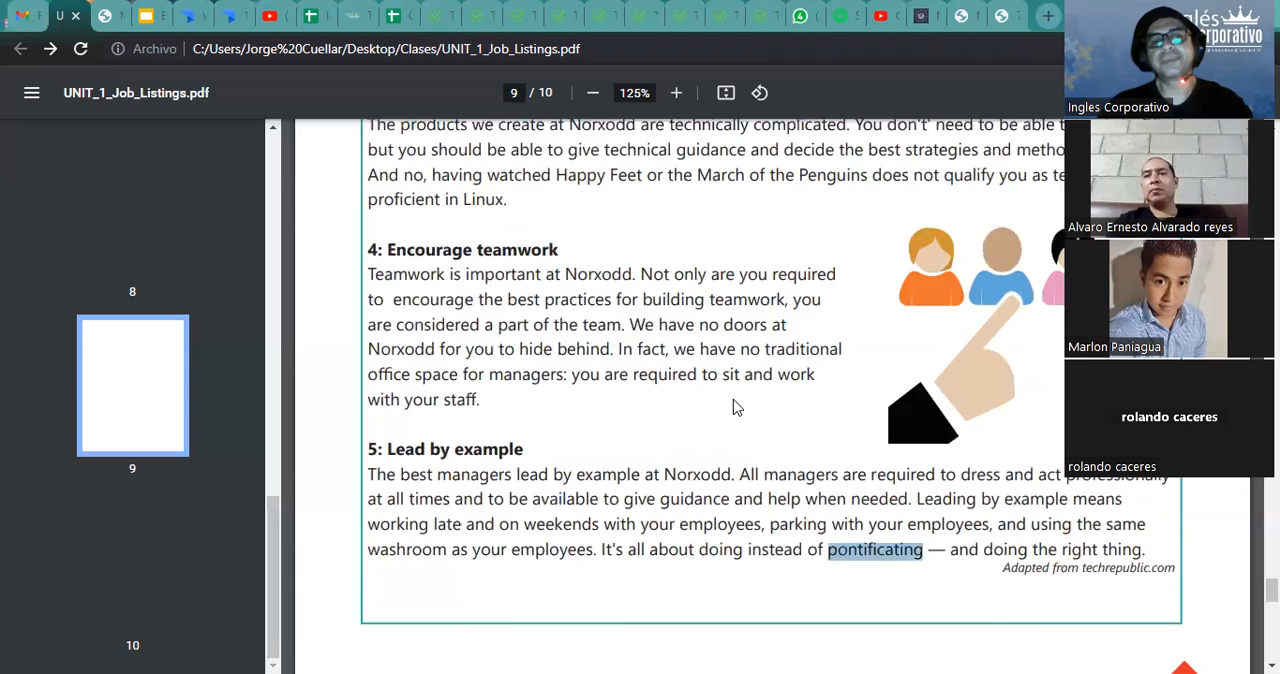 U
Archivo C:/Users/Jorge%20Cuellar/Desktop/Clases/UNIT_1_Job_Listings.pdf
UNIT_1_Job_Listings.pdf 9 / 10 125%
glés
rporativo
Ingles Corporativo
Alvaro Ernesto Alvarado reyes
Marlon Paniagua
rolando caceres
rolando caceres
8
9
10
The products we create at Norxodd are technically complicated. You don't' need to be able t
but you should be able to give technical guidance and decide the best strategies and metho
And no, having watched Happy Feet or the March of the Penguins does not qualify you as te
proficient in Linux.
4: Encourage teamwork
Teamwork is important at Norxodd. Not only are you required
to encourage the best practices for building teamwork, you
are considered a part of the team. We have no doors at
Norxodd for you to hide behind. In fact, we have no traditional
office space for managers: you are required to sit and work
with your staff.
5: Lead by example
The best managers lead by example at Norxodd. All managers are required to dress and act professionally
at all times and to be available to give guidance and help when needed. Leading by example means
working late and on weekends with your employees, parking with your employees, and using the same
washroom as your employees. It's all about doing instead of pontificating — and doing the right thing.
Adapted from techrepublic.com